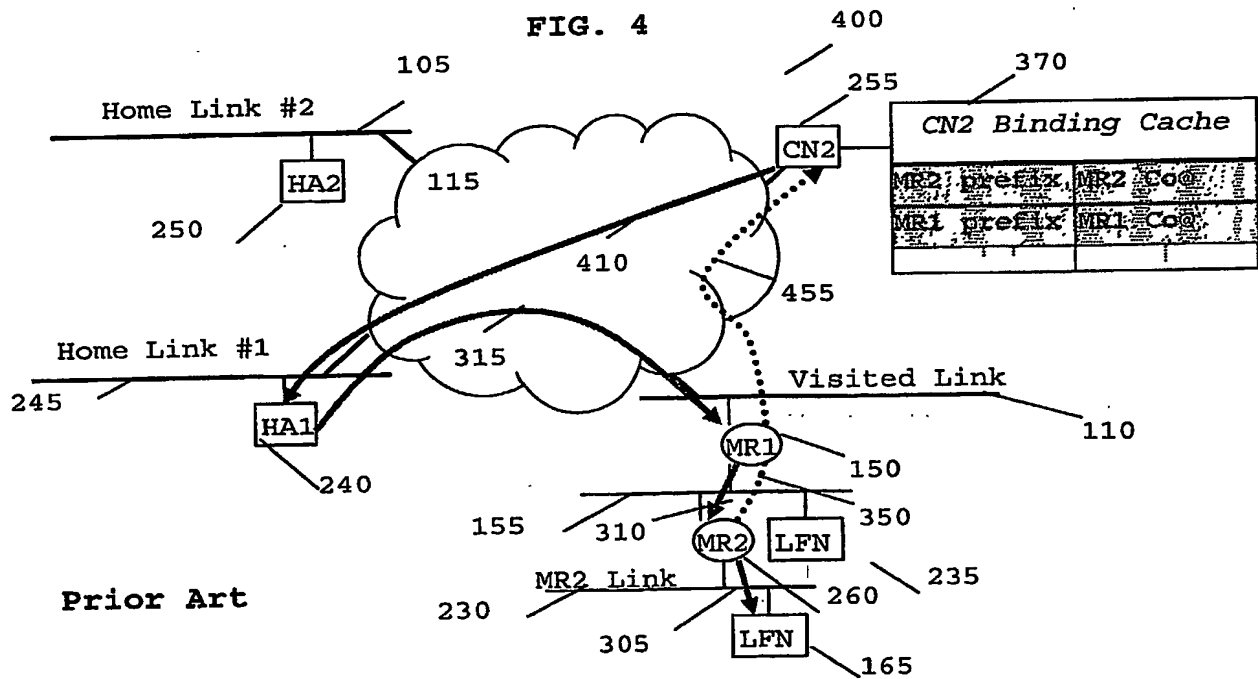 FIG. 4
400
105
255
370
Home Link #2
CN2 Binding Cache
CN2
HA2
115
MR2 prefix MR2 Co@
250
MR1 prefix MR1 Co@
410
455
Home Link #1
315
Visited Link
245
HA1
110
MR1
240
150
155
310
350
MR2
LFN
MR2 Link
235
Prior Art
230
260
305
LFN
165